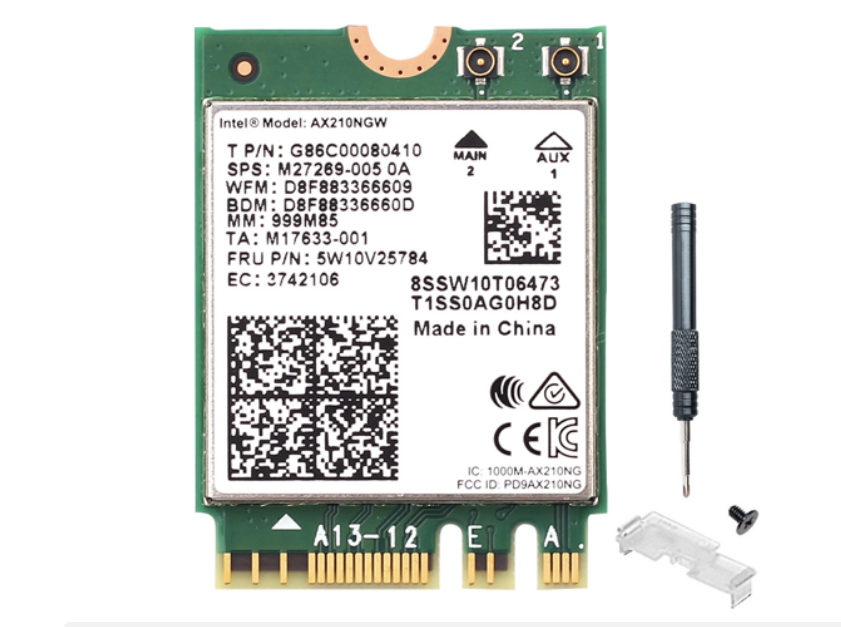 2 1
Intel® Model: AX210NGW
T P/N: G86C00080410
SPS: M27269-005 0A
WFM: D8F883366609
BDM: D8F88336660D
MM: 999M85
TA: M17633-001
FRU P/N: 5W10V25784
EC: 3742106
MAIN
2
AUX
1
8SSW10T06473
T1SS0AG0H8D
Made in China
CE
IC: 1000M-AX210NG
FCC ID: PD9AX210NG
A13-12 E A.